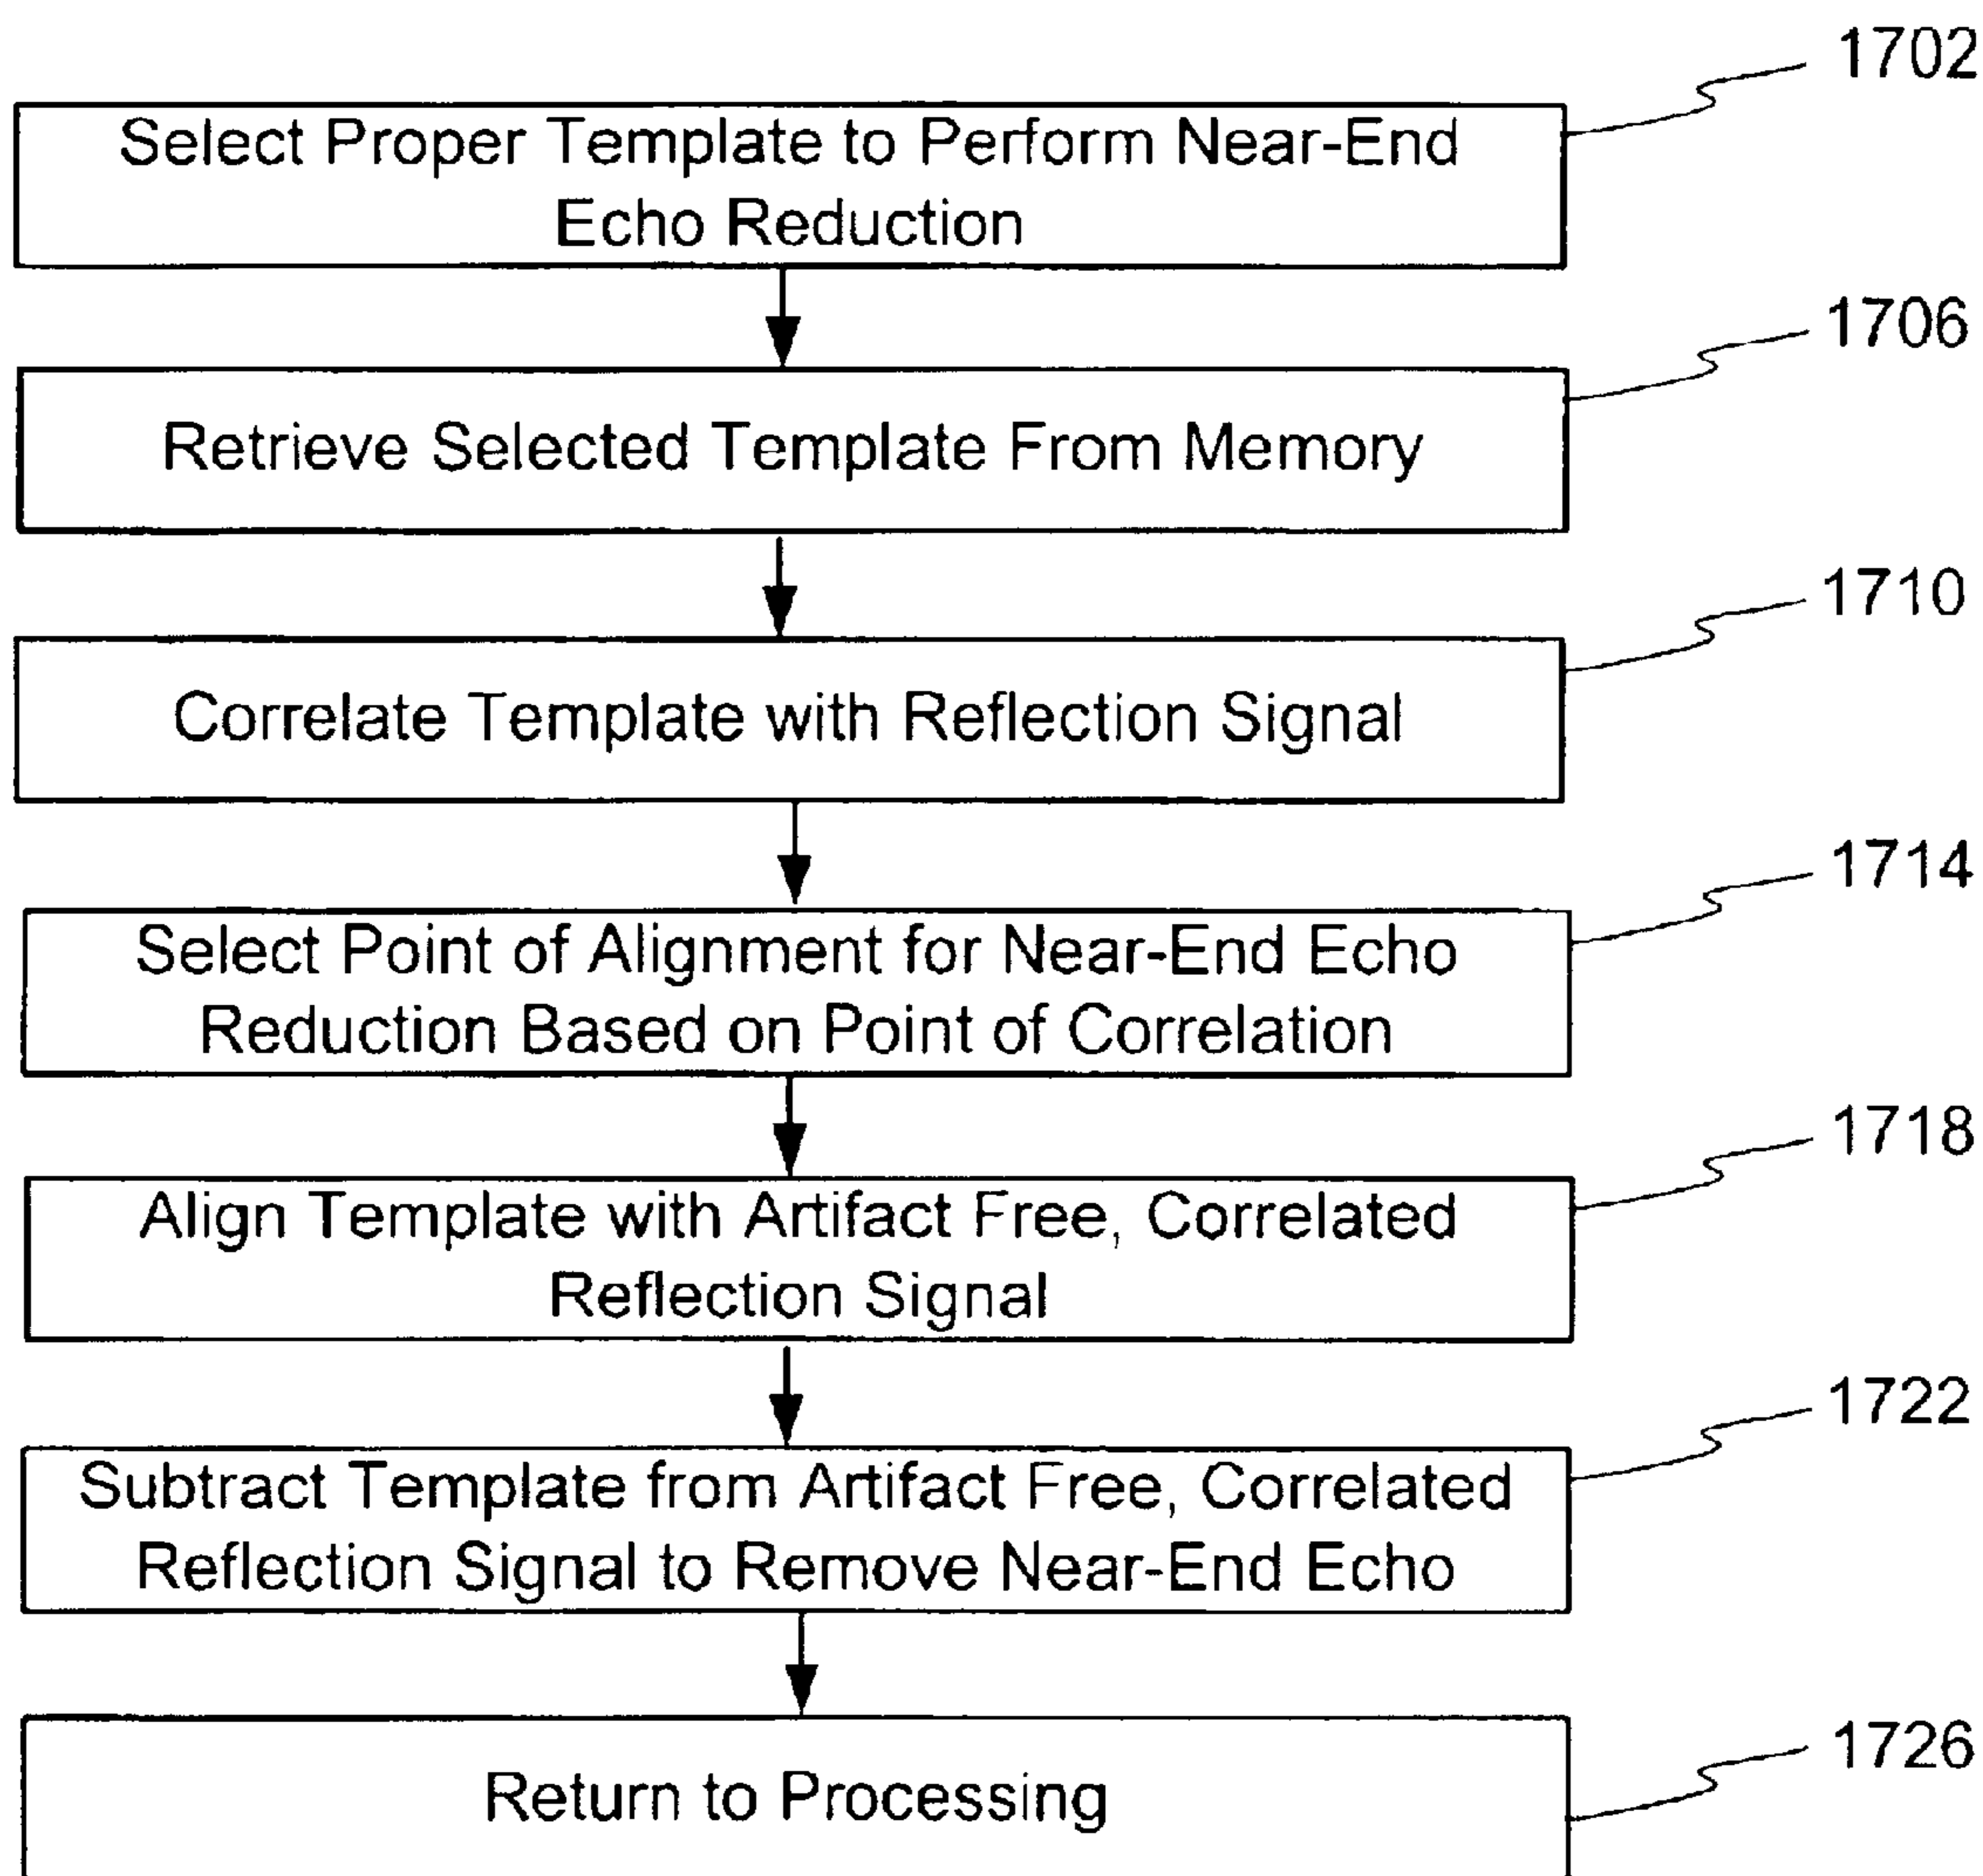 1702
Select Proper Template to Perform Near-End
Echo Reduction
1706
Retrieve Selected Template From Memory
1710
Correlate Template with Reflection Signal
1714
Select Point of Alignment for Near-End Echo
Reduction Based on Point of Correlation
1718
Align Template with Artifact Free, Correlated
Reflection Signal
1722
Subtract Template from Artifact Free, Correlated
Reflection Signal to Remove Near-End Echo
1726
Return to Processing